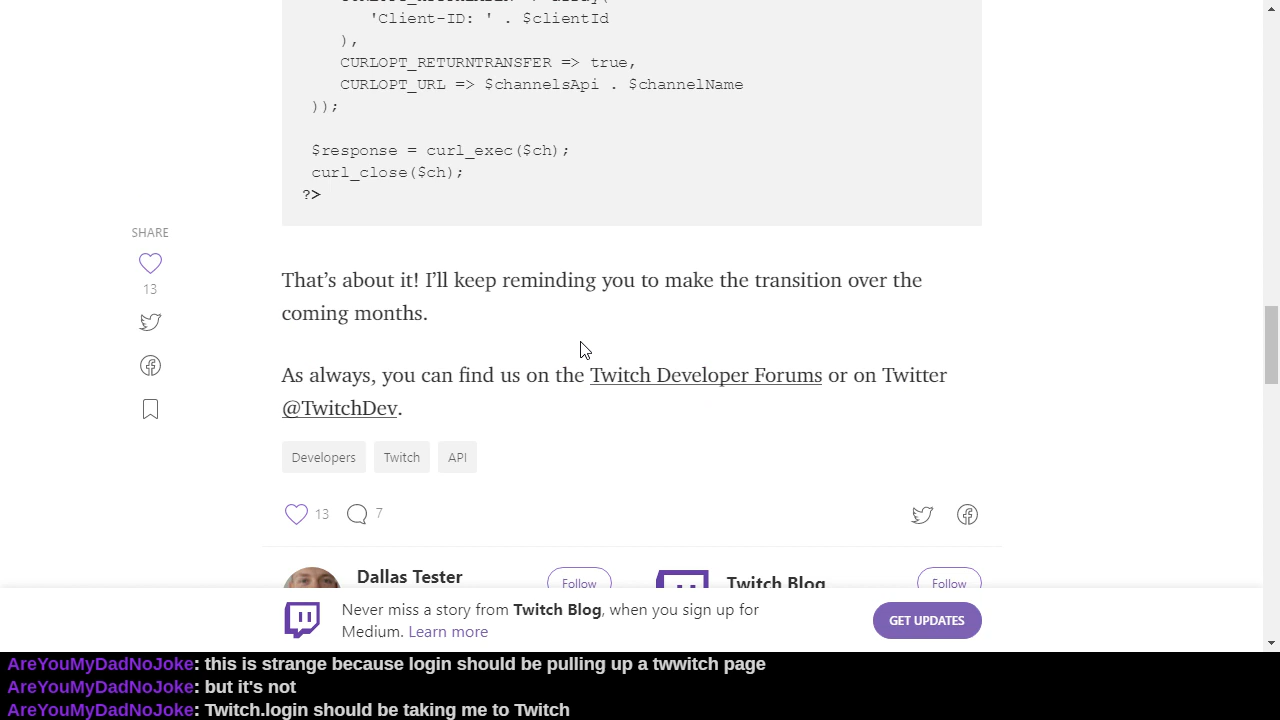 'Client-ID: ' . $clientId
),
CURLOPT_RETURNTRANSFER => true,
CURLOPT_URL => $channelsApi . $channelName
));
$response = curl_exec($ch);
curl_close($ch);
?>
SHARE
13
That’s about it! I’ll keep reminding you to make the transition over the
coming months.
As always, you can find us on the Twitch Developer Forums or on Twitter
@TwitchDev.
Developers Twitch API
13 7
Dallas Tester Follow Twitch Blog Follow
Never miss a story from Twitch Blog, when you sign up for
Medium. Learn more
GET UPDATES
AreYouMyDadNoJoke: this is strange because login should be pulling up a twwitch page
AreYouMyDadNoJoke: but it's not
AreYouMyDadNoJoke: Twitch.login should be taking me to Twitch